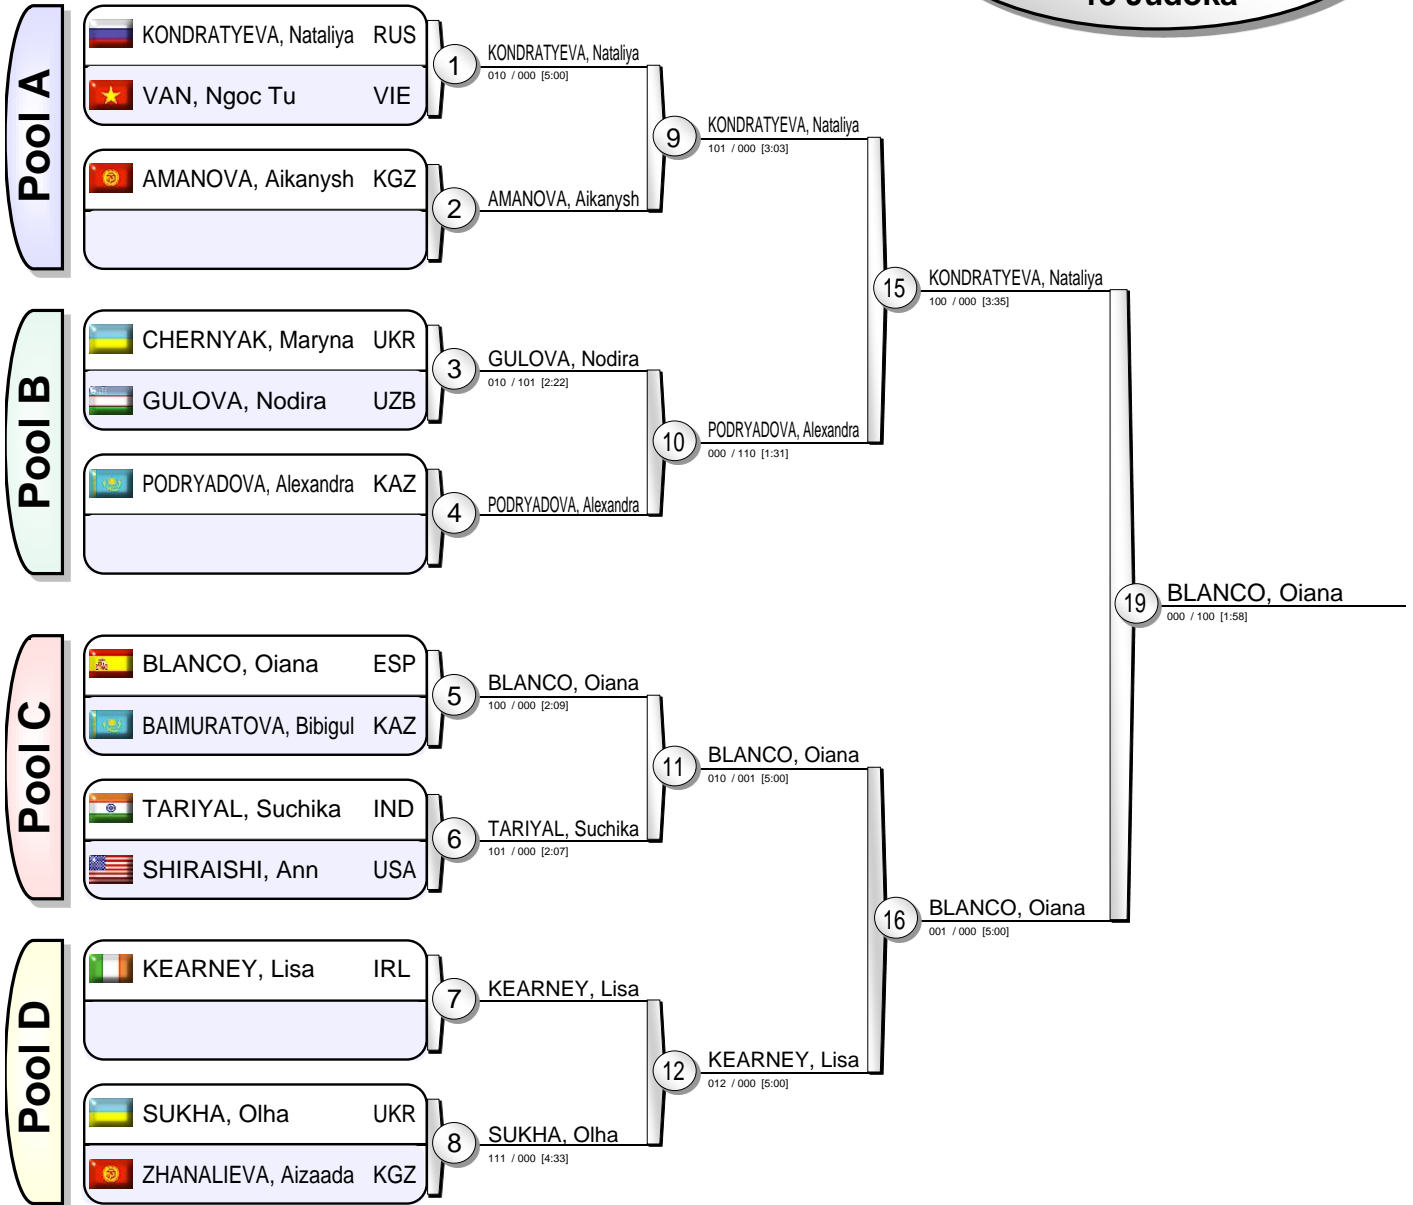 Pool A
KONDRATYEVA, Nataliya RUS
VAN, Ngoc Tu VIE
AMANOVA, Aikanysh KGZ
1
KONDRATYEVA, Nataliya
010 / 000 [5:00]
2
AMANOVA, Aikanysh
9
KONDRATYEVA, Nataliya
101 / 000 [3:03]
Pool B
CHERNYAK, Maryna UKR
GULOVA, Nodira UZB
PODRYADOVA, Alexandra KAZ
3
GULOVA, Nodira
010 / 101 [2:22]
4
PODRYADOVA, Alexandra
10
PODRYADOVA, Alexandra
000 / 110 [1:31]
15
KONDRATYEVA, Nataliya
100 / 000 [3:35]
Pool C
BLANCO, Oiana ESP
BAIMURATOVA, Bibigul KAZ
TARIYAL, Suchika IND
SHIRAISHI, Ann USA
5
BLANCO, Oiana
100 / 000 [2:09]
6
TARIYAL, Suchika
101 / 000 [2:07]
11
BLANCO, Oiana
010 / 001 [5:00]
Pool D
KEARNEY, Lisa IRL
SUKHA, Olha UKR
ZHANALIEVA, Aizaada KGZ
7
KEARNEY, Lisa
8
SUKHA, Olha
111 / 000 [4:33]
12
KEARNEY, Lisa
012 / 000 [5:00]
16
BLANCO, Oiana
001 / 000 [5:00]
19
BLANCO, Oiana
000 / 100 [1:58]